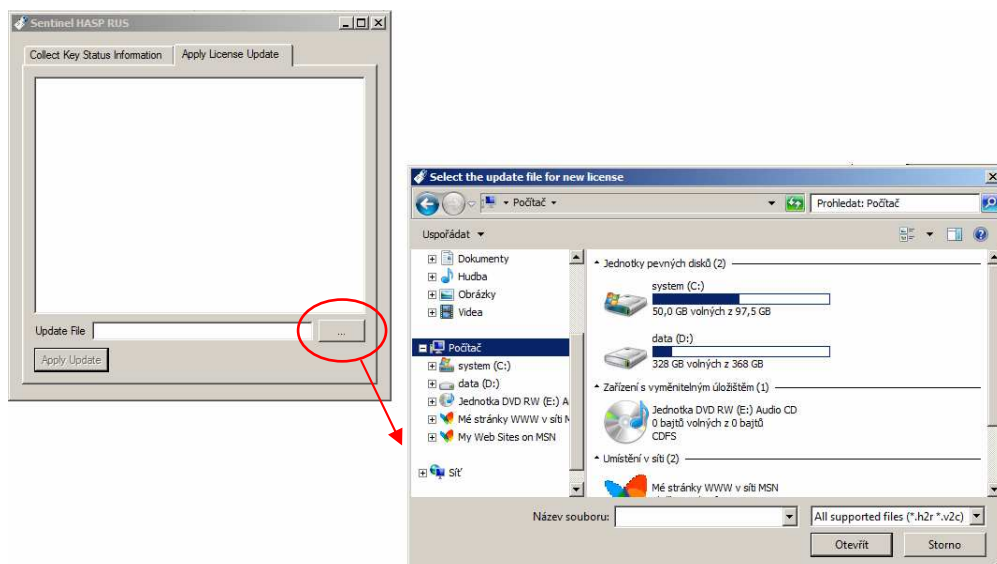 Sentinel HASP RUS
Collect Key Status Information
Apply License Update
Update File
...
Apply Update
Select the update file for new license
Počítač
Prohledat: Počítač
Uspořádat
Dokumenty
Hudba
Obrázky
Videa
Počítač
system (C:)
data (D:)
Jednotka DVD RW (E:) A
Mé stránky WWW v síti M
My Web Sites on MSN
Síť
Jednotky pevných disků (2)
system (C:)
50,0 GB volných z 97,5 GB
data (D:)
328 GB volných z 368 GB
Zařízení s vyměnitelným úložištěm (1)
Jednotka DVD RW (E:) Audio CD
0 bajtů volných z 0 bajtů
CDFS
Umístění v síti (2)
Mé stránky WWW v síti MSN
Název souboru:
All supported files (*.h2r *.v2c)
Otevřít
Storno